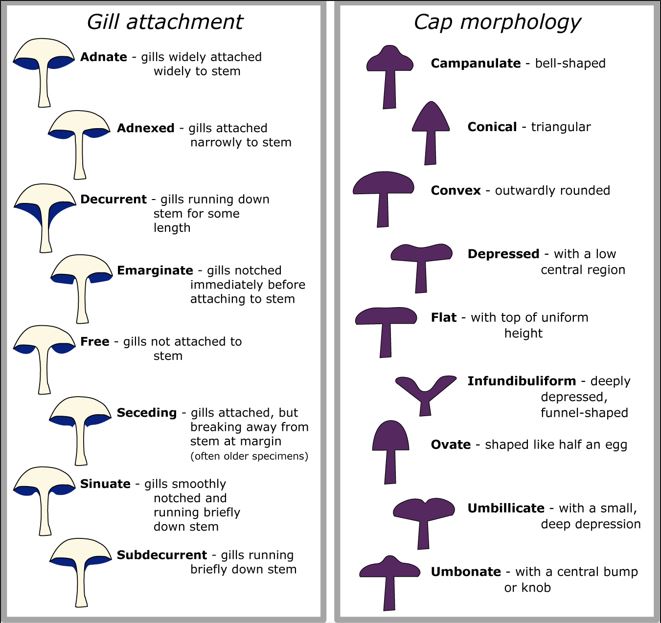 Gill attachment
Adnate - gills widely attached
widely to stem
Adnexed - gills attached
narrowly to stem
Decurrent - gills running down
stem for some
length
Emarginate - gills notched
immediately before
attaching to stem
Free - gills not attached to
stem
Seceding - gills attached, but
breaking away from
stem at margin
(often older specimens)
Sinuate - gills smoothly
notched and
running briefly
down stem
Subdecurrent - gills running
briefly down stem
Cap morphology
Campanulate - bell-shaped
Conical - triangular
Convex - outwardly rounded
Depressed - with a low
central region
Flat - with top of uniform
height
Infundibuliform - deeply
depressed,
funnel-shaped
Ovate - shaped like half an egg
Umbillicate - with a small,
deep depression
Umbonate - with a central bump
or knob